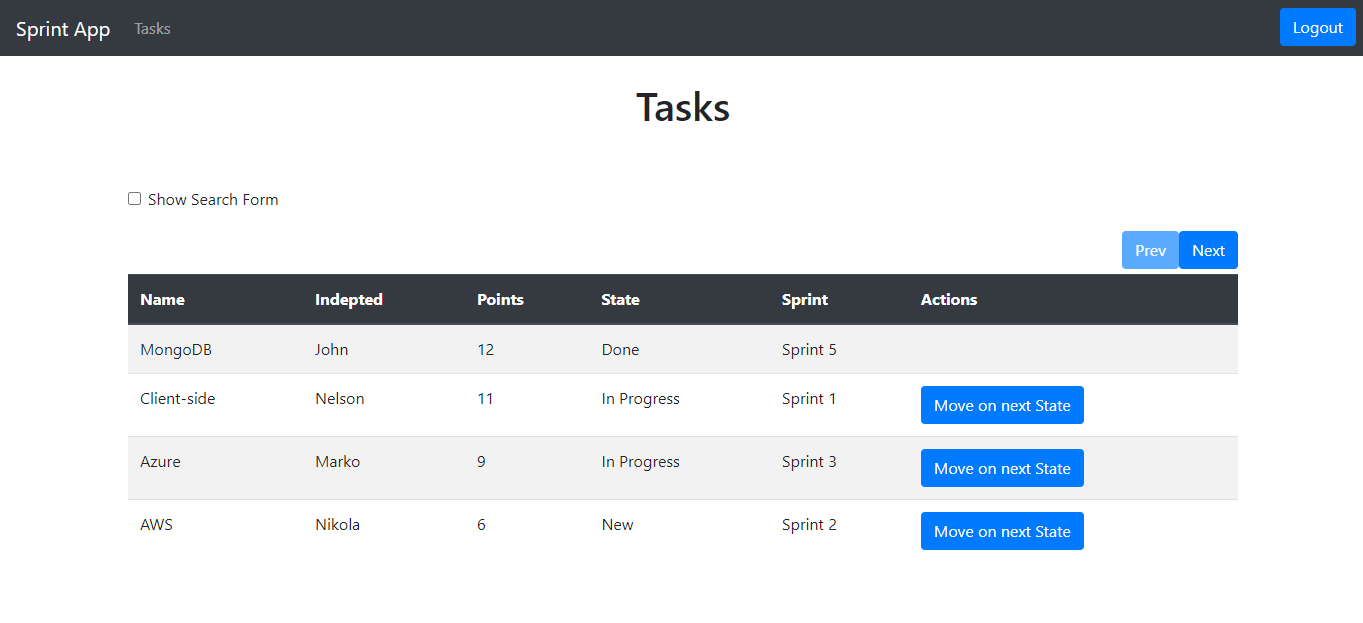 Sprint App Tasks Logout
Tasks
Show Search Form
Prev Next
Name Indepted Points State Sprint Actions
MongoDB John 12 Done Sprint 5
Client-side Nelson 11 In Progress Sprint 1 Move on next State
Azure Marko 9 In Progress Sprint 3 Move on next State
AWS Nikola 6 New Sprint 2 Move on next State